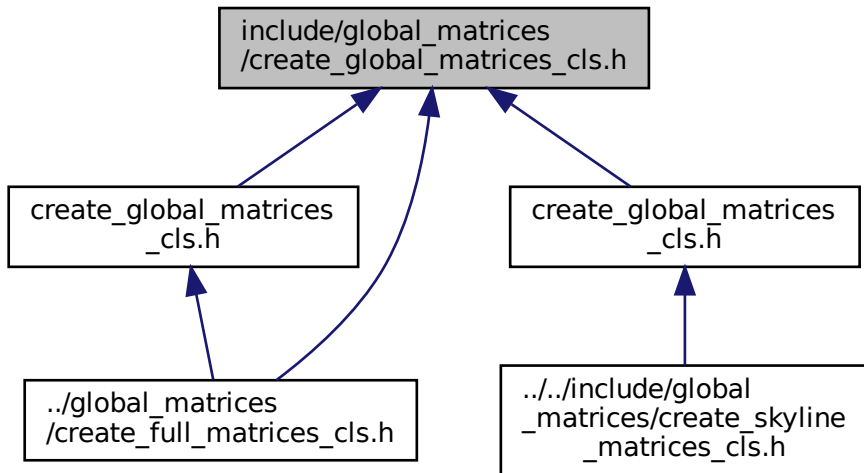 include/global_matrices
/create_global_matrices_cls.h
create_global_matrices
_cls.h
create_global_matrices
_cls.h
../global_matrices
/create_full_matrices_cls.h
../../include/global
_matrices/create_skyline
_matrices_cls.h